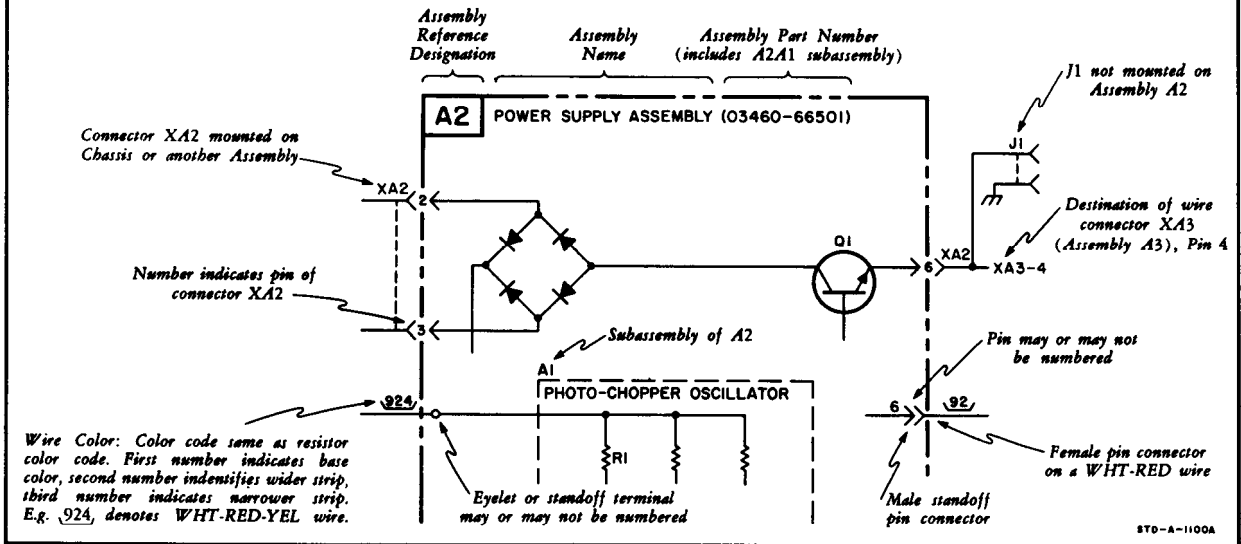 Assembly
Reference
Designation
Assembly
Name
Assembly Part Number
(includes A2A1 subassembly)
J1 not mounted on
Assembly A2
A2
POWER SUPPLY ASSEMBLY (03460-66501)
Connector XA2 mounted on
Chassis or another Assembly
J1
XA2
2
Destination of wire
connector XA3
(Assembly A3), Pin 4
Q1
6
XA2
XA3-4
Number indicates pin of
connector XA2
3
Subassembly of A2
Pin may or may not
be numbered
A1
PHOTO-CHOPPER OSCILLATOR
924
6
92
Wire Color: Color code same as resistor
color code. First number indicates base
color, second number indentifies wider strip,
third number indicates narrower strip.
E.g. 924, denotes WHT-RED-YEL wire.
R1
Eyelet or standoff terminal
may or may not be numbered
Male standoff
pin connector
Female pin connector
on a WHT-RED wire
STD-A-1100A